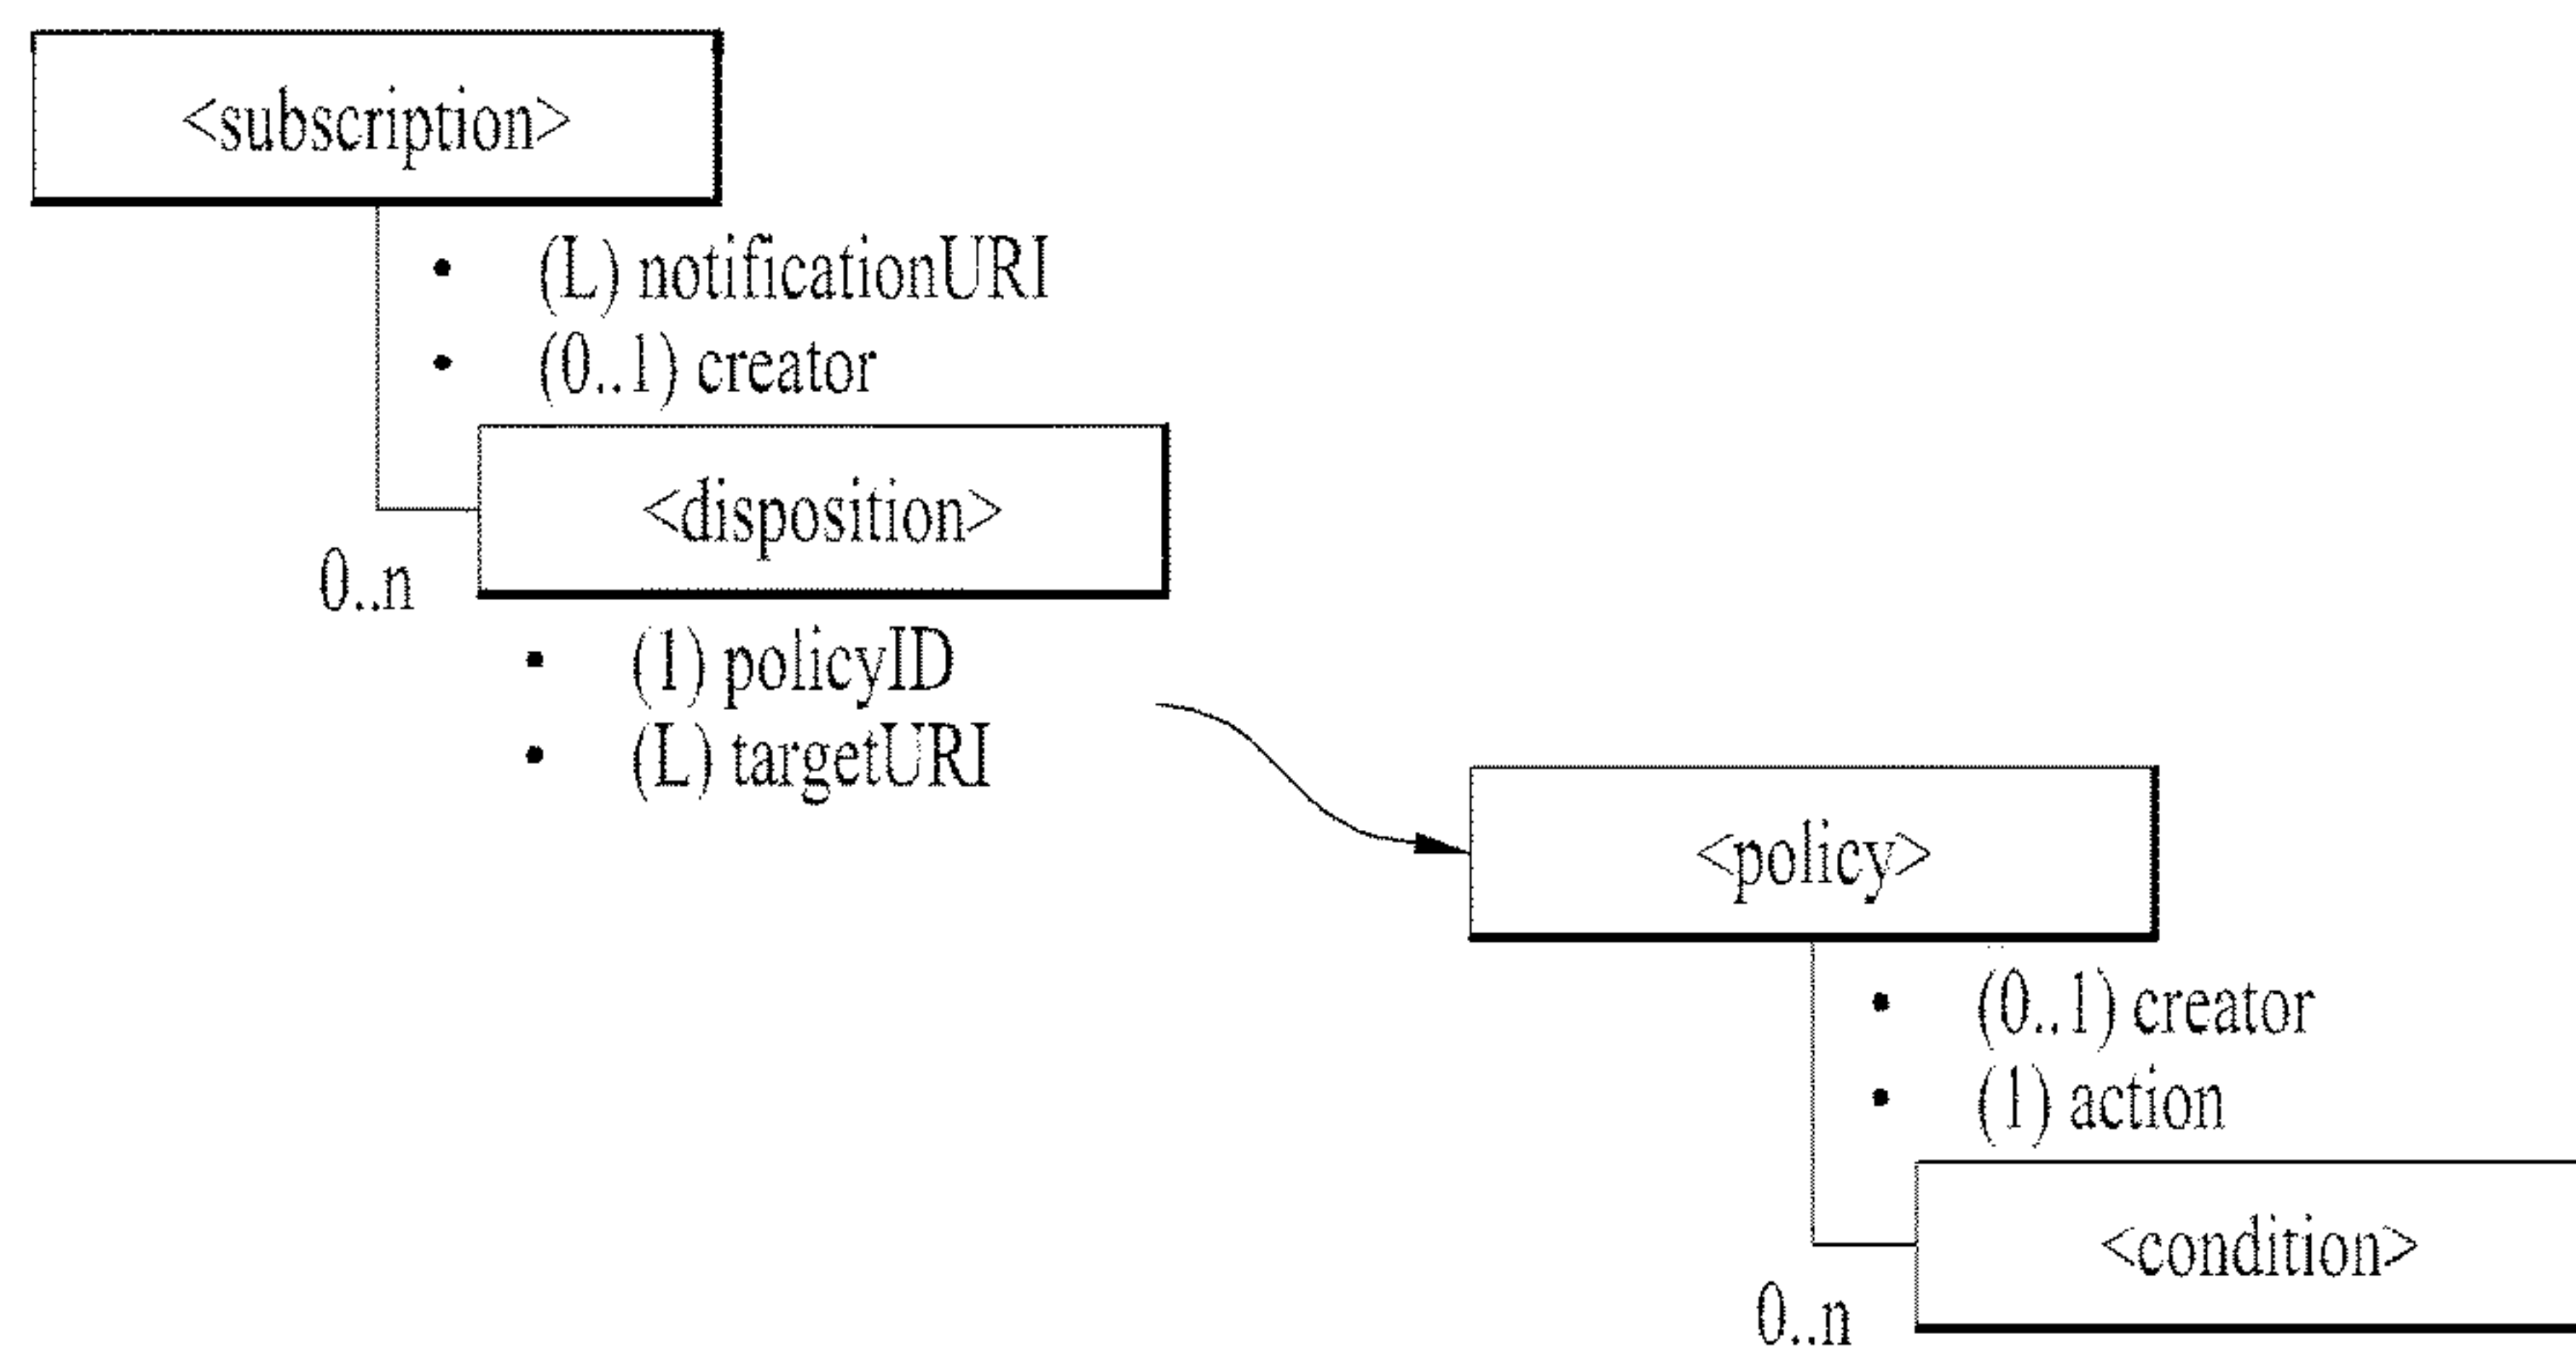 <subscription>
• (L) notificationURI
• (0..1) creator
<disposition>
0..n
• (1) policyID
• (L) targetURI
<policy>
• (0..1) creator
• (1) action
<condition>
0..n